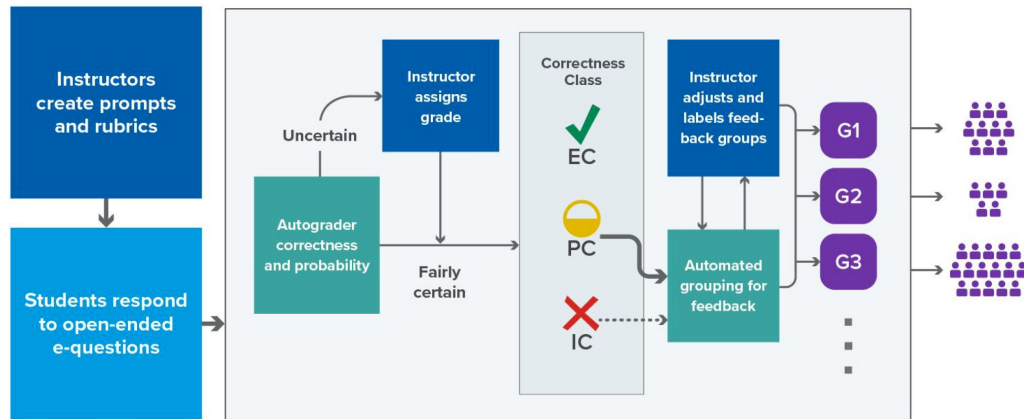 Instructors
create prompts
and rubrics
Students respond
to open-ended
e-questions
Uncertain
Instructor
assigns
grade
Autograder
correctness
and probability
Fairly
certain
Correctness
Class
EC
PC
IC
Instructor
adjusts and
labels feed-
back groups
Automated
grouping for
feedback
G1
G2
G3